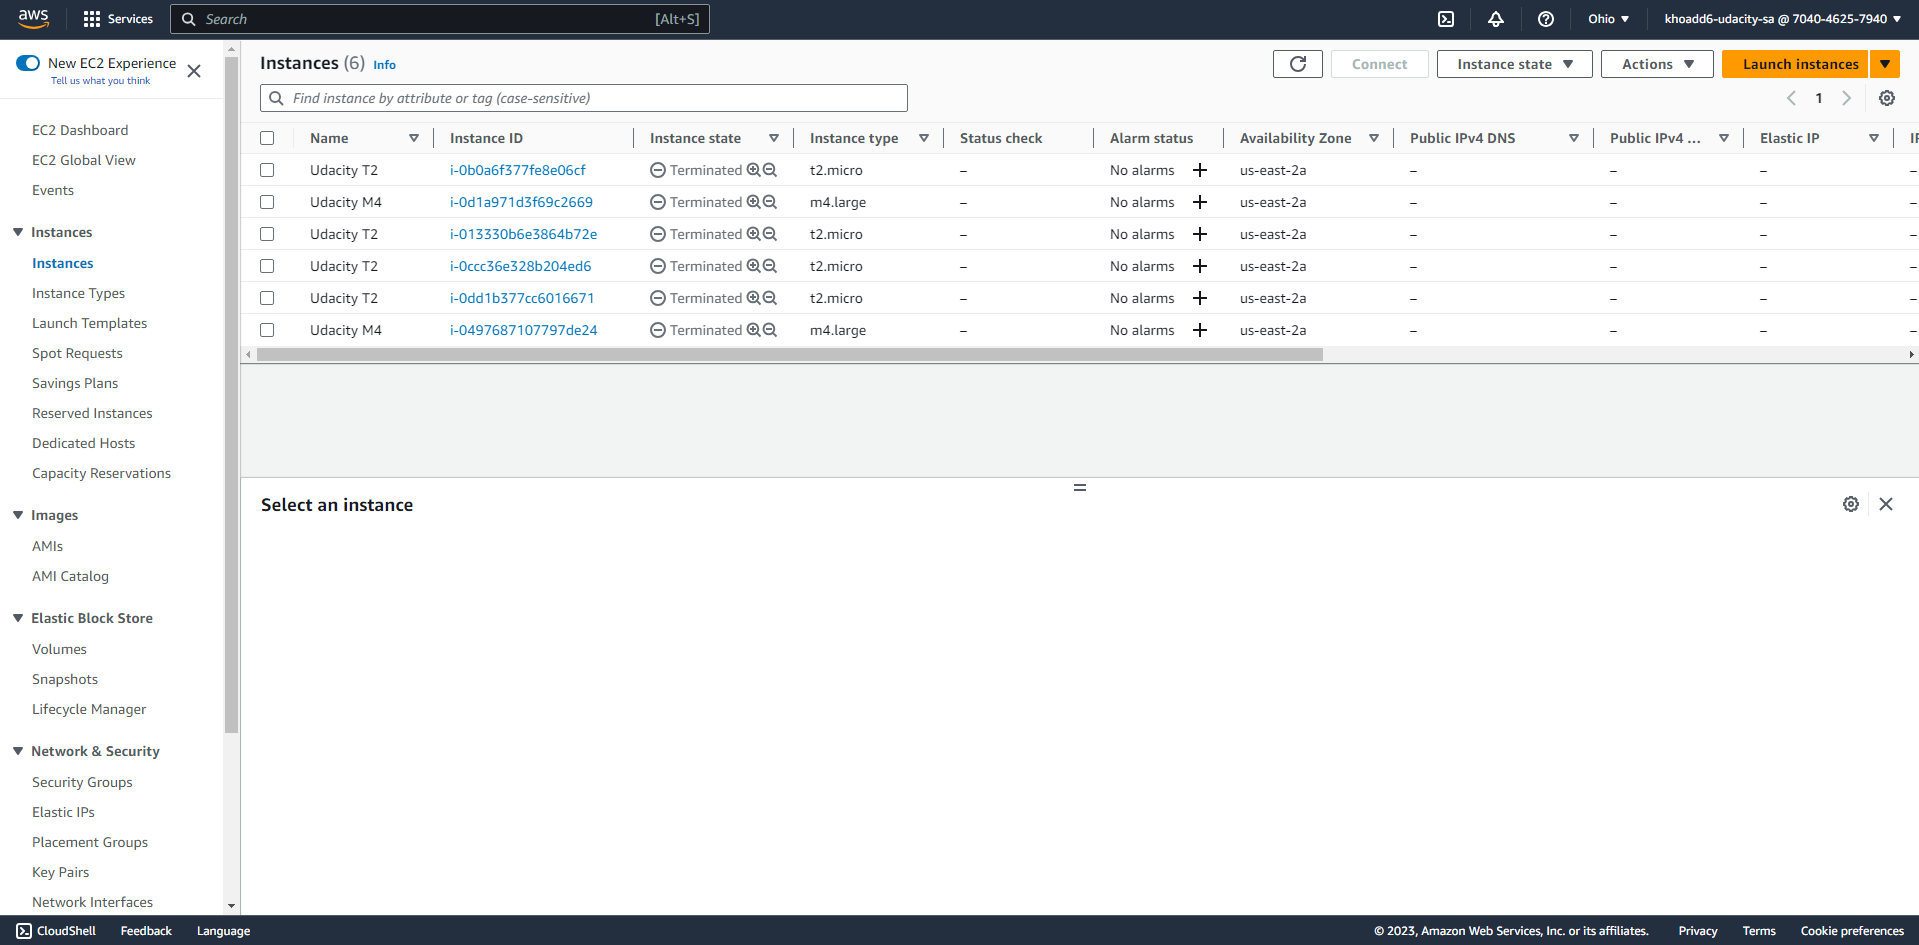 aws Services Search [Alt+S] Ohio khoadd6-udacity-sa @ 7040-4625-7940
New EC2 Experience
Tell us what you think
EC2 Dashboard
EC2 Global View
Events
Instances
Instances
Instance Types
Launch Templates
Spot Requests
Savings Plans
Reserved Instances
Dedicated Hosts
Capacity Reservations
Images
AMIs
AMI Catalog
Elastic Block Store
Volumes
Snapshots
Lifecycle Manager
Network & Security
Security Groups
Elastic IPs
Placement Groups
Key Pairs
Network Interfaces
Instances (6) Info Connect Instance state Actions Launch instances
Find instance by attribute or tag (case-sensitive) 1
Name Instance ID Instance state Instance type Status check Alarm status Availability Zone Public IPv4 DNS Public IPv4 ... Elastic IP
Udacity T2 i-0b0a6f377fe8e06cf Terminated t2.micro – No alarms + us-east-2a – – – –
Udacity M4 i-0d1a971d3f69c2669 Terminated m4.large – No alarms + us-east-2a – – – –
Udacity T2 i-013330b6e3864b72e Terminated t2.micro – No alarms + us-east-2a – – – –
Udacity T2 i-0ccc36e328b204ed6 Terminated t2.micro – No alarms + us-east-2a – – – –
Udacity T2 i-0dd1b377cc6016671 Terminated t2.micro – No alarms + us-east-2a – – – –
Udacity M4 i-0497687107797de24 Terminated m4.large – No alarms + us-east-2a – – – –
Select an instance
CloudShell Feedback Language © 2023, Amazon Web Services, Inc. or its affiliates. Privacy Terms Cookie preferences